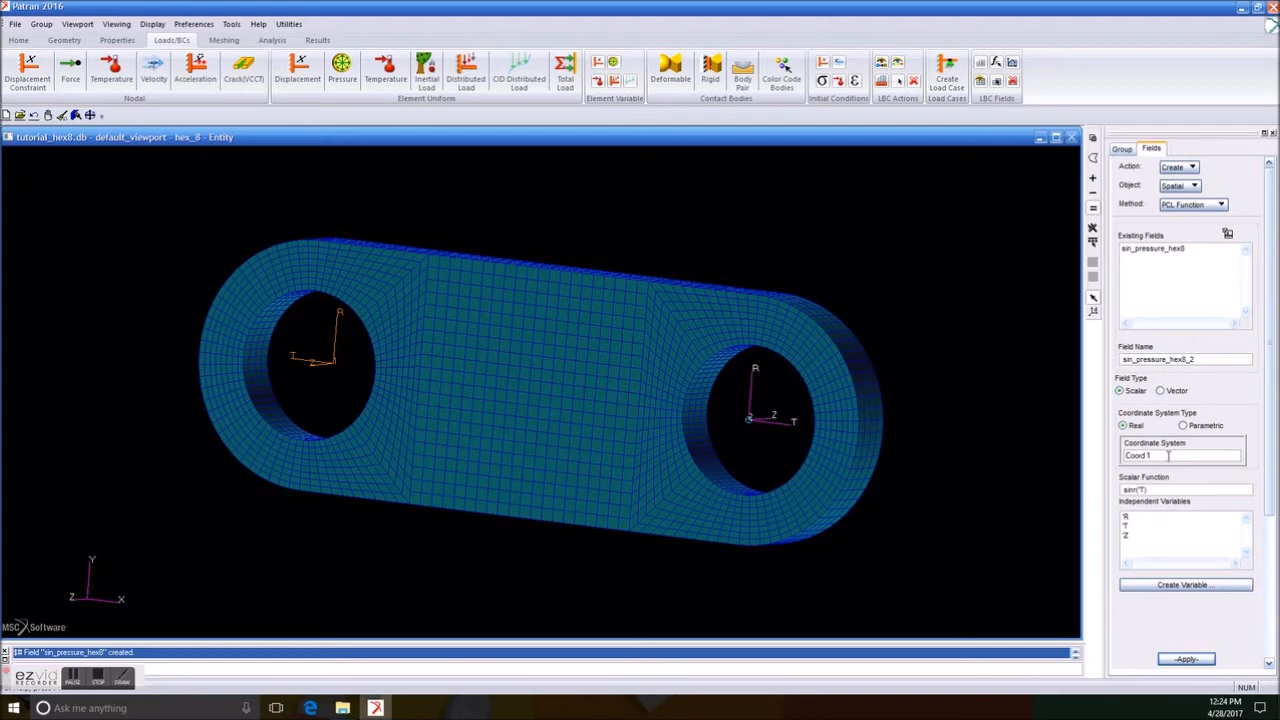 Patran 2016
File Group Viewport Viewing Display Preferences Tools Help Utilities
Home Geometry Properties Loads/BCs Meshing Analysis Results
Displacement Constraint Force Temperature Velocity Acceleration Crack(VCCT) Displacement Pressure Temperature Inertial Load Distributed Load CID Distributed Load Total Load Deformable Rigid Body Pair Color Code Bodies Create Load Case
Nodal Element Uniform Element Variable Contact Bodies Initial Conditions LBC Actions Load Cases LBC Fields
tutorial_hex8.db - default_viewport - hex_8 - Entity
Group Fields
Action: Create
Object: Spatial
Method: PCL Function
Existing Fields
sin_pressure_hex8
Field Name
sin_pressure_hex8_2
Field Type
Scalar Vector
Coordinate System Type
Real Parametric
Coordinate System
Coord 1
Scalar Function
sinr('T)
Independent Variables
'R
'T
'Z
Create Variable ...
-Apply-
R
T Z
R
Z T
Y
Z X
MSC Software
$# Field "sin_pressure_hex8" created.
ezvid
RECORDER
PAUSE STOP DRAW
NUM
Ask me anything
12:24 PM
4/28/2017